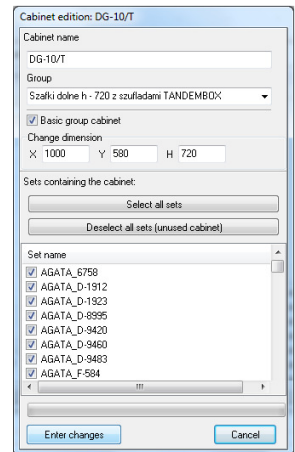 Cabinet edition: DG-10/T
Cabinet name
DG-10/T
Group
Szafki dolne h - 720 z szufladami TANDEMBOX
Basic group cabinet
Change dimension
X 1000 Y 580 H 720
Sets containing the cabinet:
Select all sets
Deselect all sets (unused cabinet)
Set name
AGATA_6758
AGATA_D-1912
AGATA_D-1923
AGATA_D-8995
AGATA_D-9420
AGATA_D-9460
AGATA_D-9483
AGATA_F-584
Enter changes Cancel